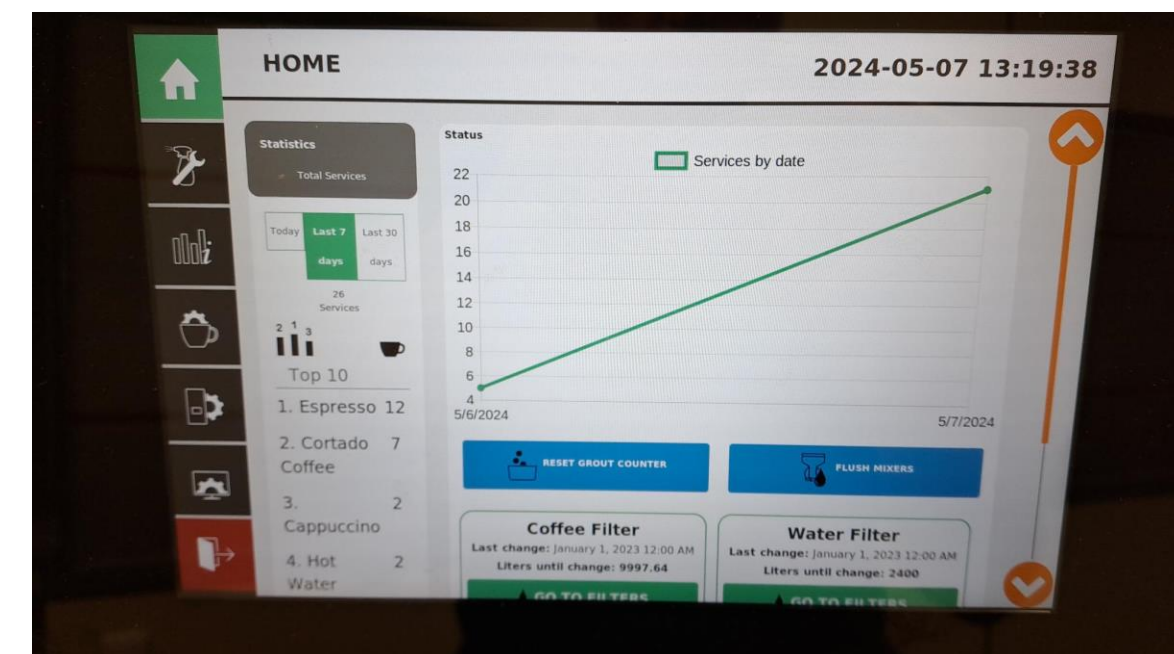 HOME
2024-05-07 13:19:38
Statistics
Total Services
Today
Last 7
days
Last 30
days
26
Services
2 1 3
Top 10
1. Espresso 12
2. Cortado 7
Coffee
3. 2
Cappuccino
4. Hot 2
Water
Status
Services by date
22
20
18
16
14
12
10
8
6
4
5/6/2024
5/7/2024
RESET GROUT COUNTER
FLUSH MIXERS
Coffee Filter
Last change: January 1, 2023 12:00 AM
Liters until change: 9997.64
GO TO FILTERS
Water Filter
Last change: January 1, 2023 12:00 AM
Liters until change: 2400
GO TO FILTERS